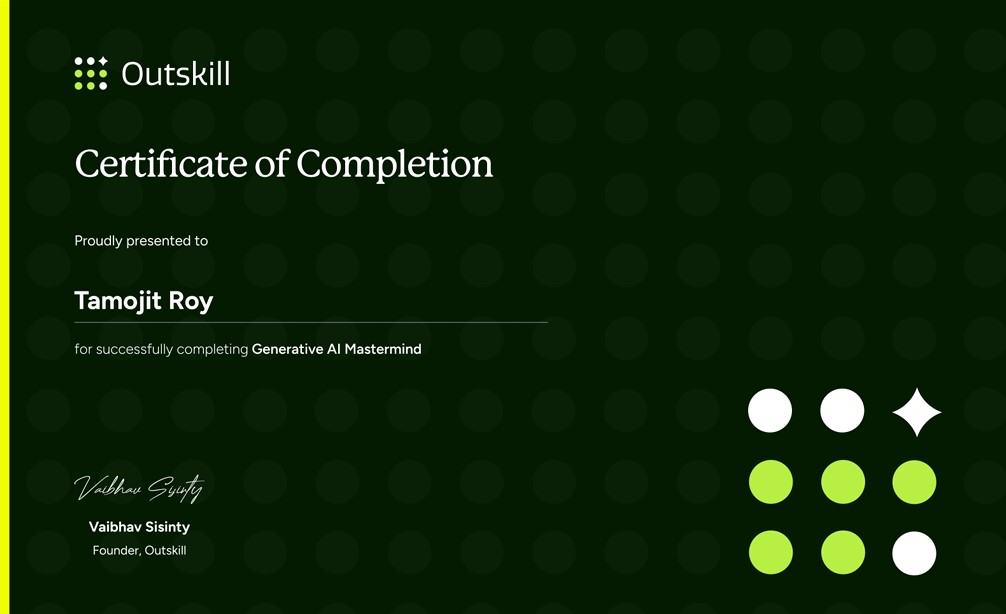 Outskill
Certificate of Completion
Proudly presented to
Tamojit Roy
for successfully completing Generative AI Mastermind
Vaibhav Sisinty
Vaibhav Sisinty
Founder, Outskill